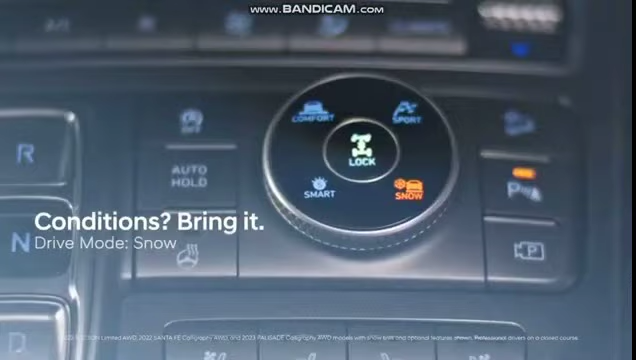 www.BANDICAM.com
COMFORT
SPORT
LOCK
AUTO
HOLD
SMART
SNOW
R
P
Conditions? Bring it.
N
Drive Mode: Snow
P
D
Limited AWD, 2022 SANTA FE Calligraphy AWD, and 2023 PALISADE Calligraphy AWD models with snow tires and optional features shown. Professional drivers on a closed course.